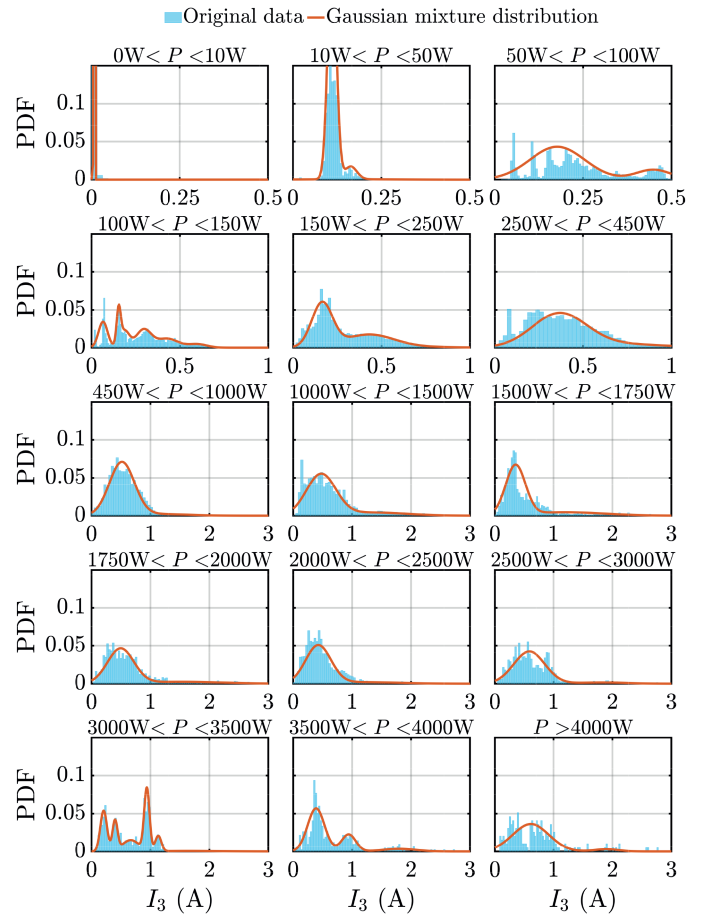 Original data Gaussian mixture distribution
0W< P <10W 10W< P <50W 50W< P <100W
PDF 0.1 0.05 0
0 0.25 0.5 0 0.25 0.5 0 0.25 0.5
100W< P <150W 150W< P <250W 250W< P <450W
PDF 0.1 0.05 0
0 0.5 1 0 0.5 1 0 0.5 1
450W< P <1000W 1000W< P <1500W 1500W< P <1750W
PDF 0.1 0.05 0
0 1 2 3 0 1 2 3 0 1 2 3
1750W< P <2000W 2000W< P <2500W 2500W< P <3000W
PDF 0.1 0.05 0
0 1 2 3 0 1 2 3 0 1 2 3
3000W< P <3500W 3500W< P <4000W P >4000W
PDF 0.1 0.05 0
0 1 2 3 0 1 2 3 0 1 2 3
I₃ (A) I₃ (A) I₃ (A)